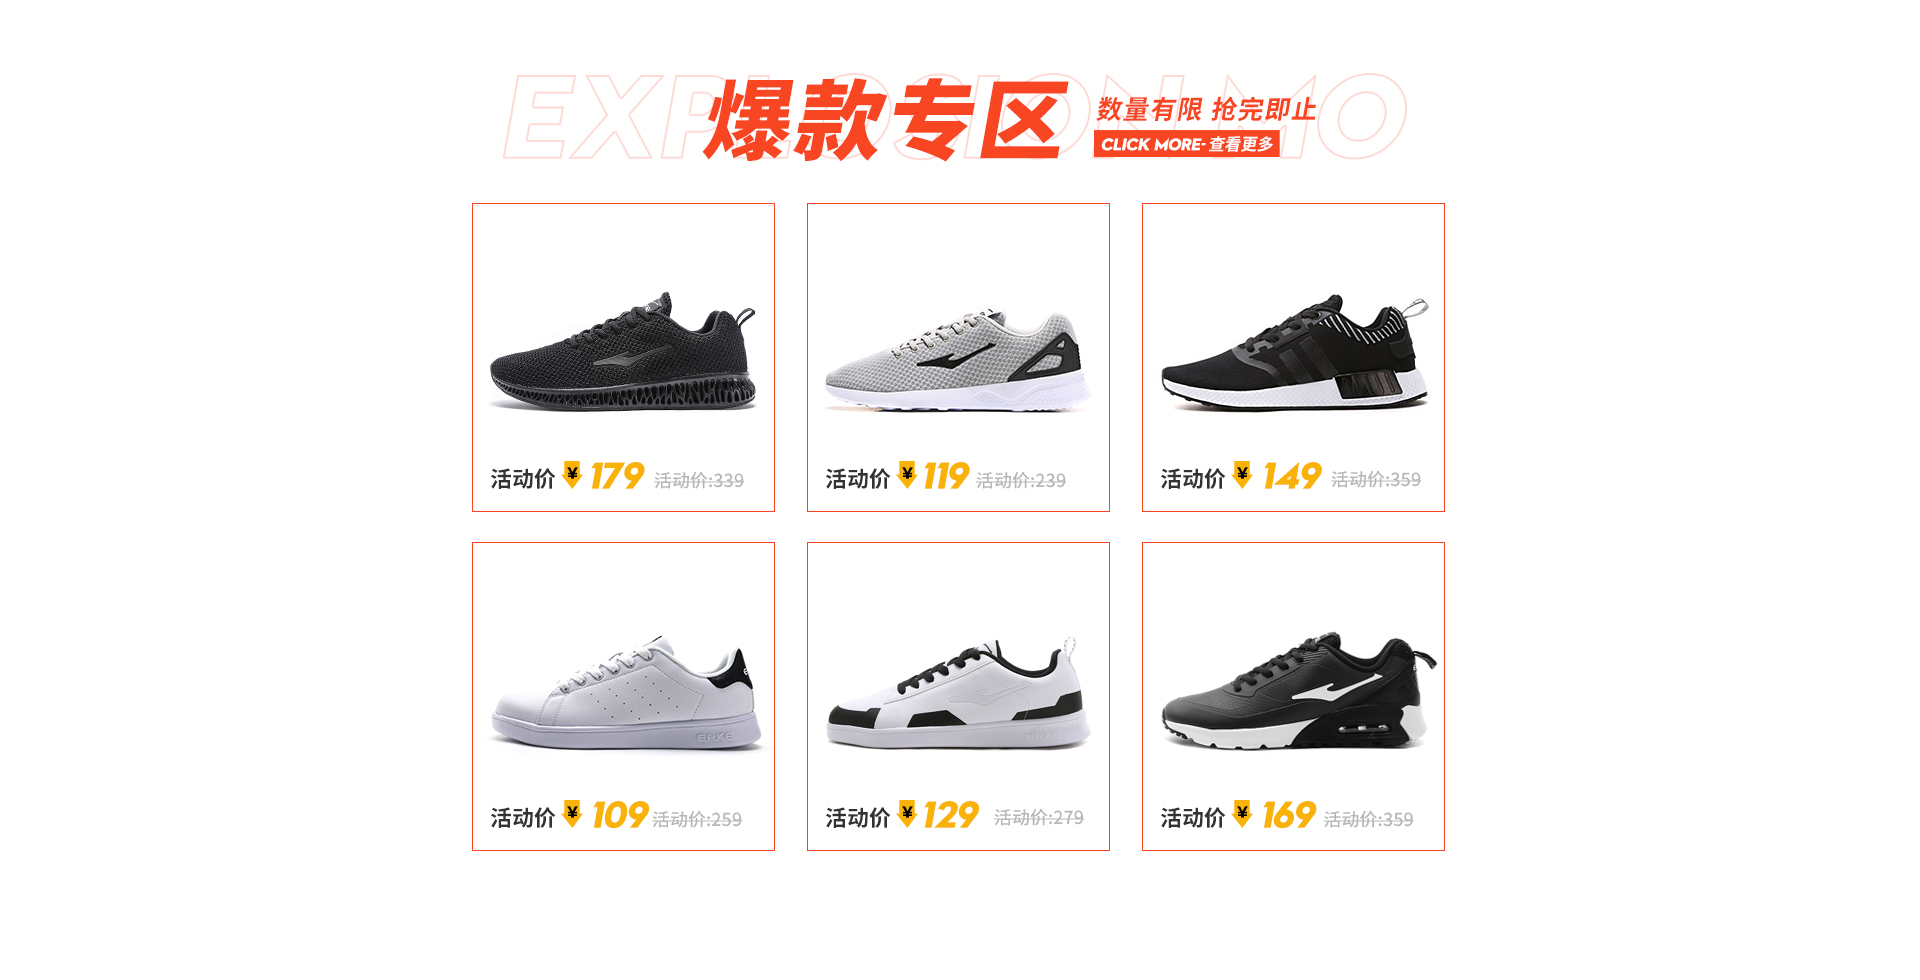 EXPLOSION MO
爆款专区
数量有限 抢完即止
CLICK MORE- 查看更多
活动价 ¥ 179 活动价:339
活动价 ¥ 119 活动价:239
活动价 ¥ 149 活动价:359
ERKE
活动价 ¥ 109 活动价:259
活动价 ¥ 129 活动价:279
活动价 ¥ 169 活动价:359